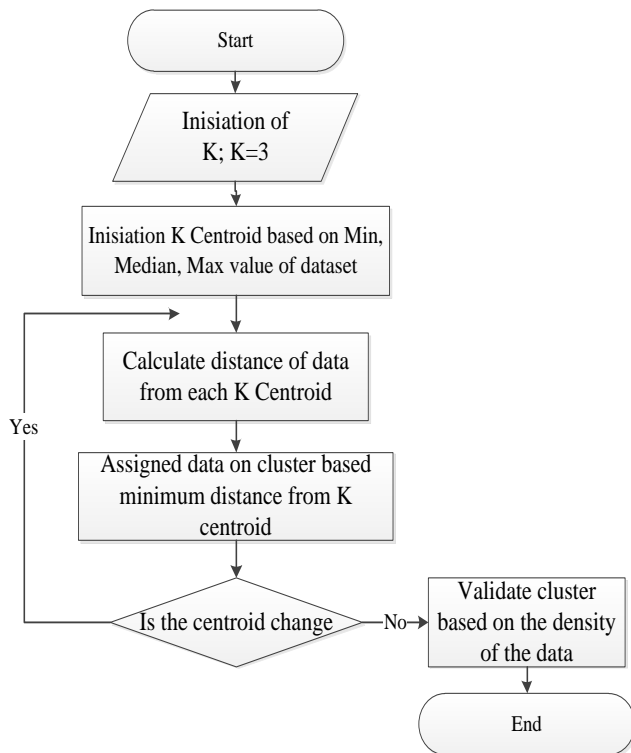 Start
Inisiation of
K; K=3
Inisiation K Centroid based on Min,
Median, Max value of dataset
Calculate distance of data
from each K Centroid
Yes
Assigned data on cluster based
minimum distance from K
centroid
Is the centroid change
No
Validate cluster
based on the density
of the data
End